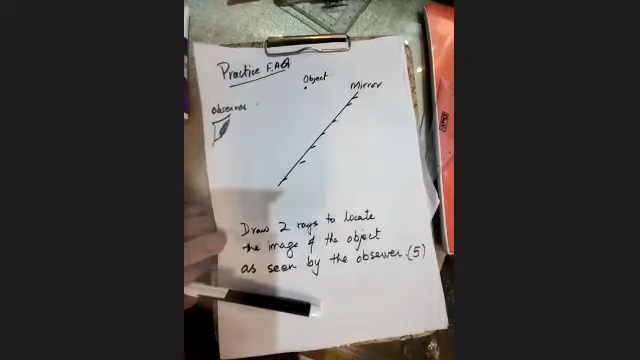 Practice F.A.Q
Object
Mirror
Observer
Draw 2 rays to locate
the image of the object
as seen by the observer. (5)